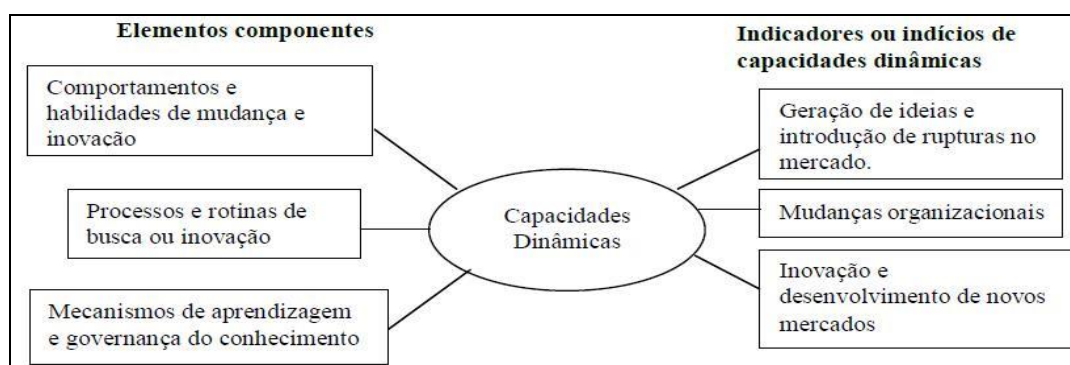 Elementos componentes
Comportamentos e
habilidades de mudança e
inovação
Processos e rotinas de
busca ou inovação
Mecanismos de aprendizagem
e governança do conhecimento
Capacidades
Dinâmicas
Indicadores ou indícios de
capacidades dinâmicas
Geração de ideias e
introdução de rupturas no
mercado.
Mudanças organizacionais
Inovação e
desenvolvimento de novos
mercados